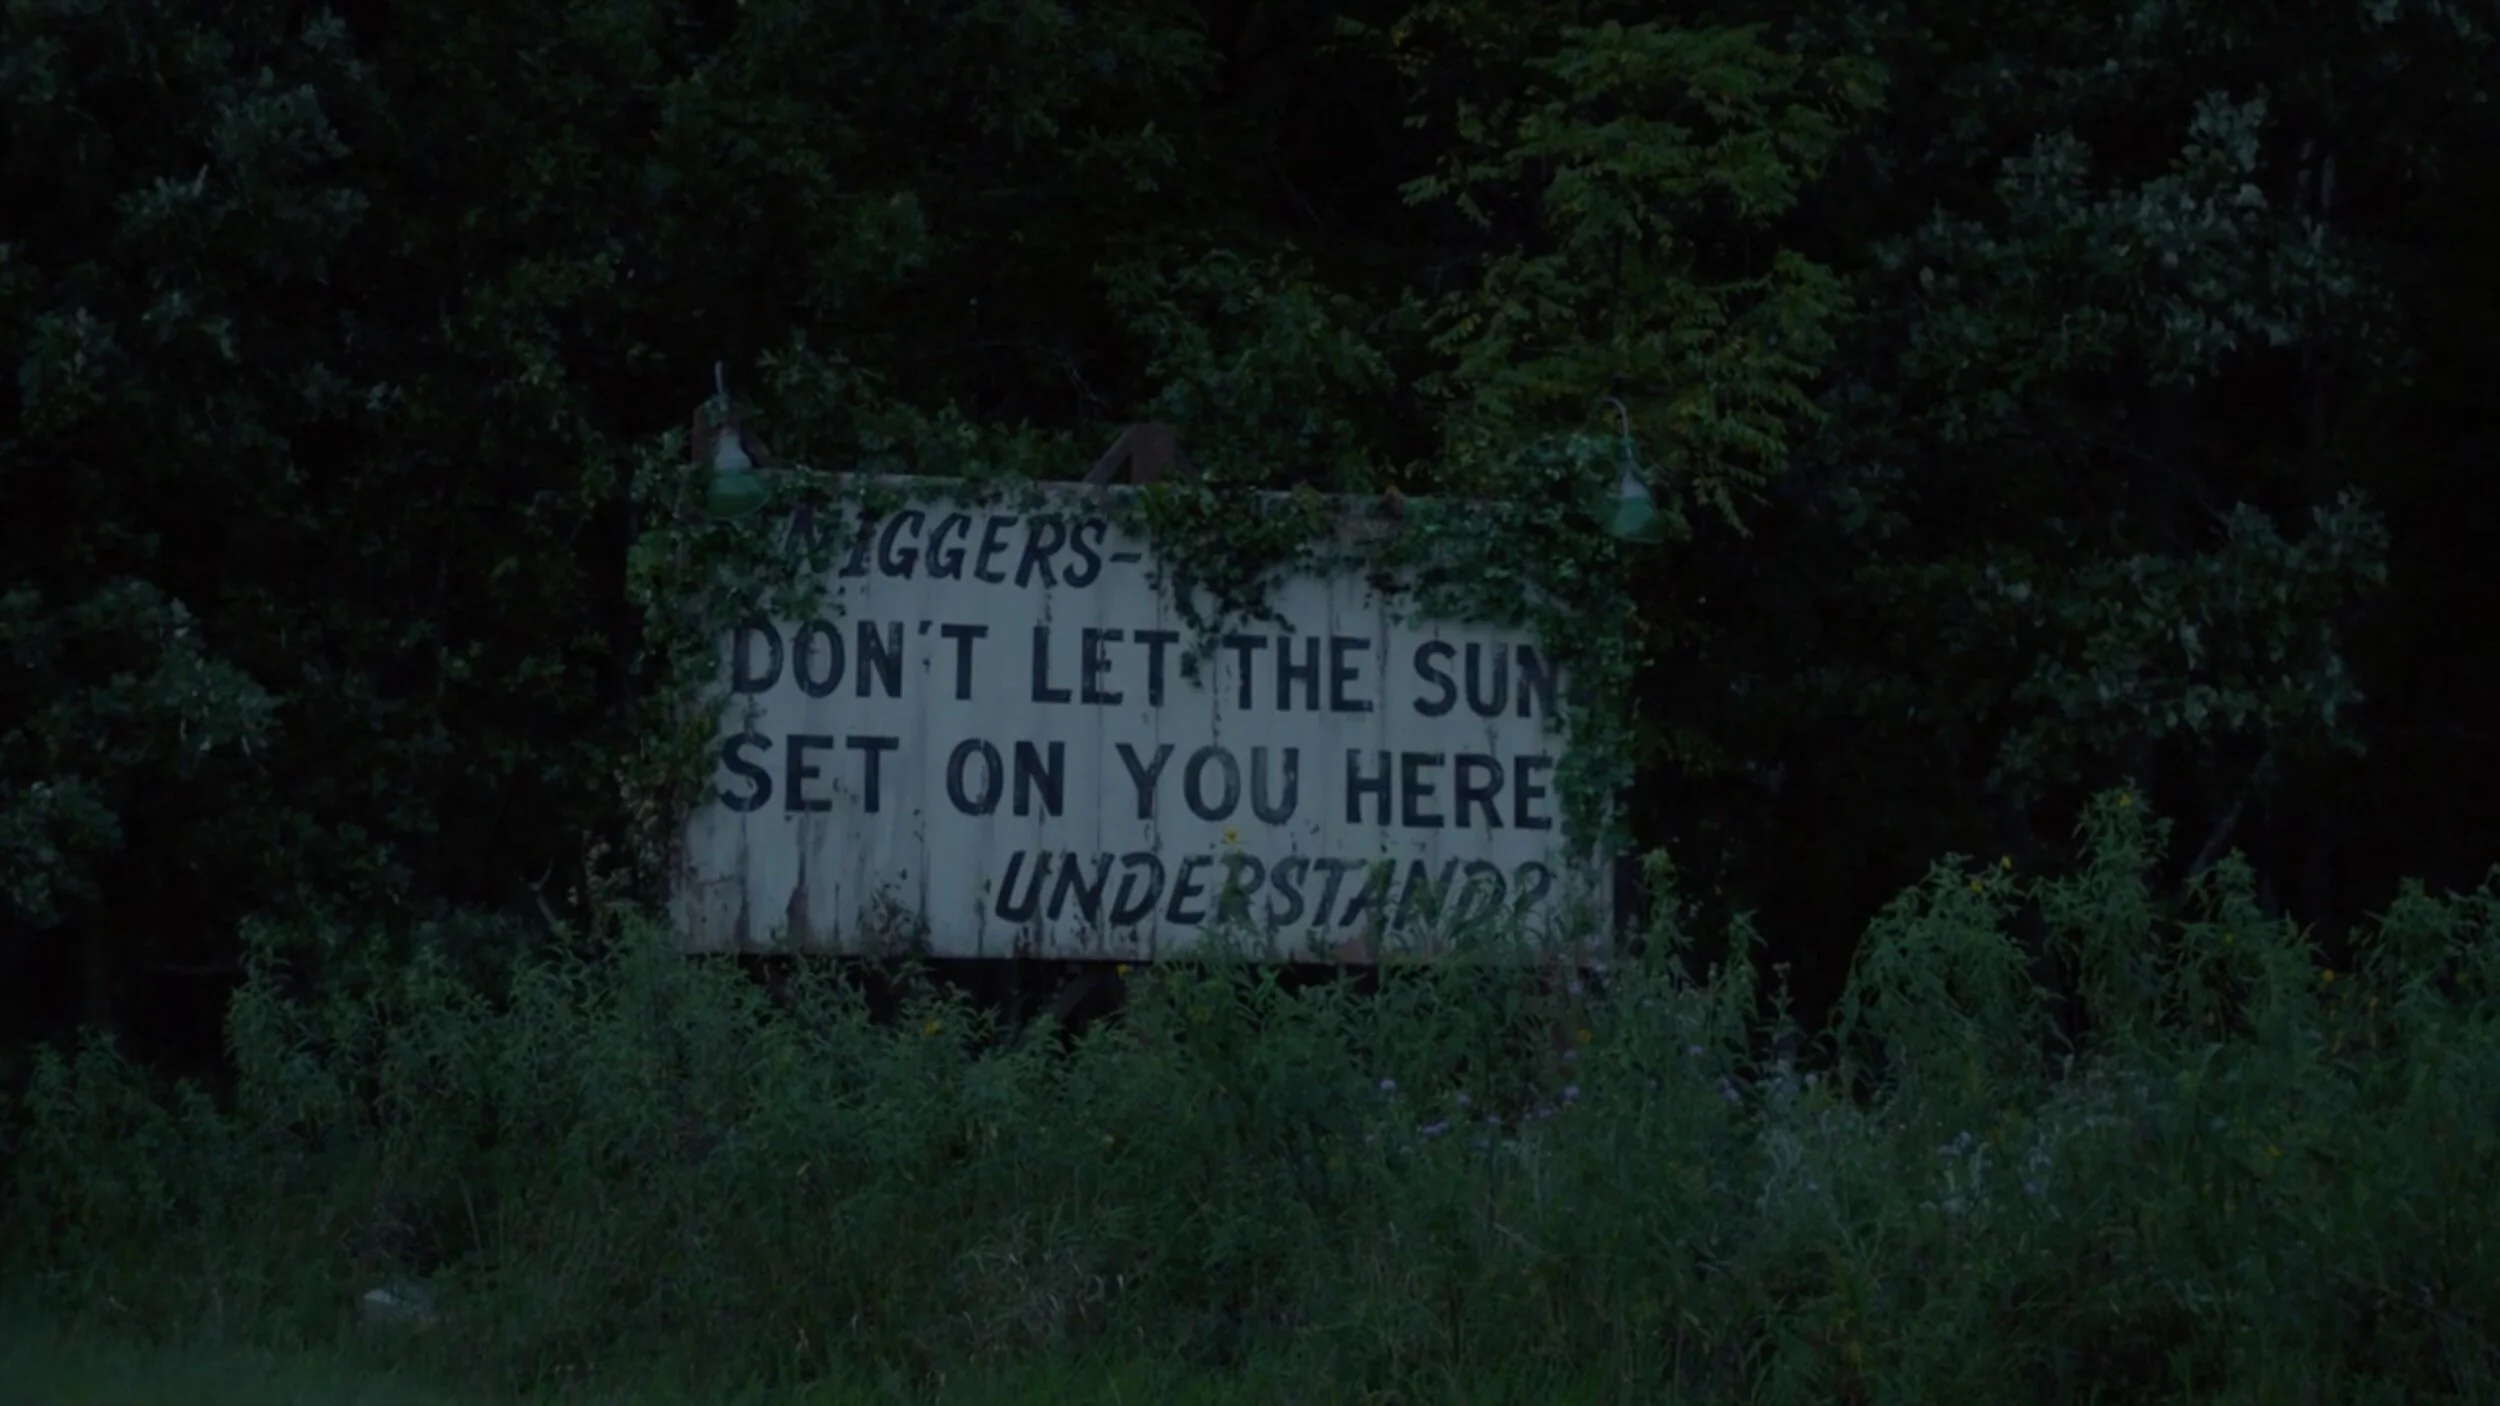 NIGGERS-
DON'T LET THE SUN
SET ON YOU HERE
UNDERSTAND?